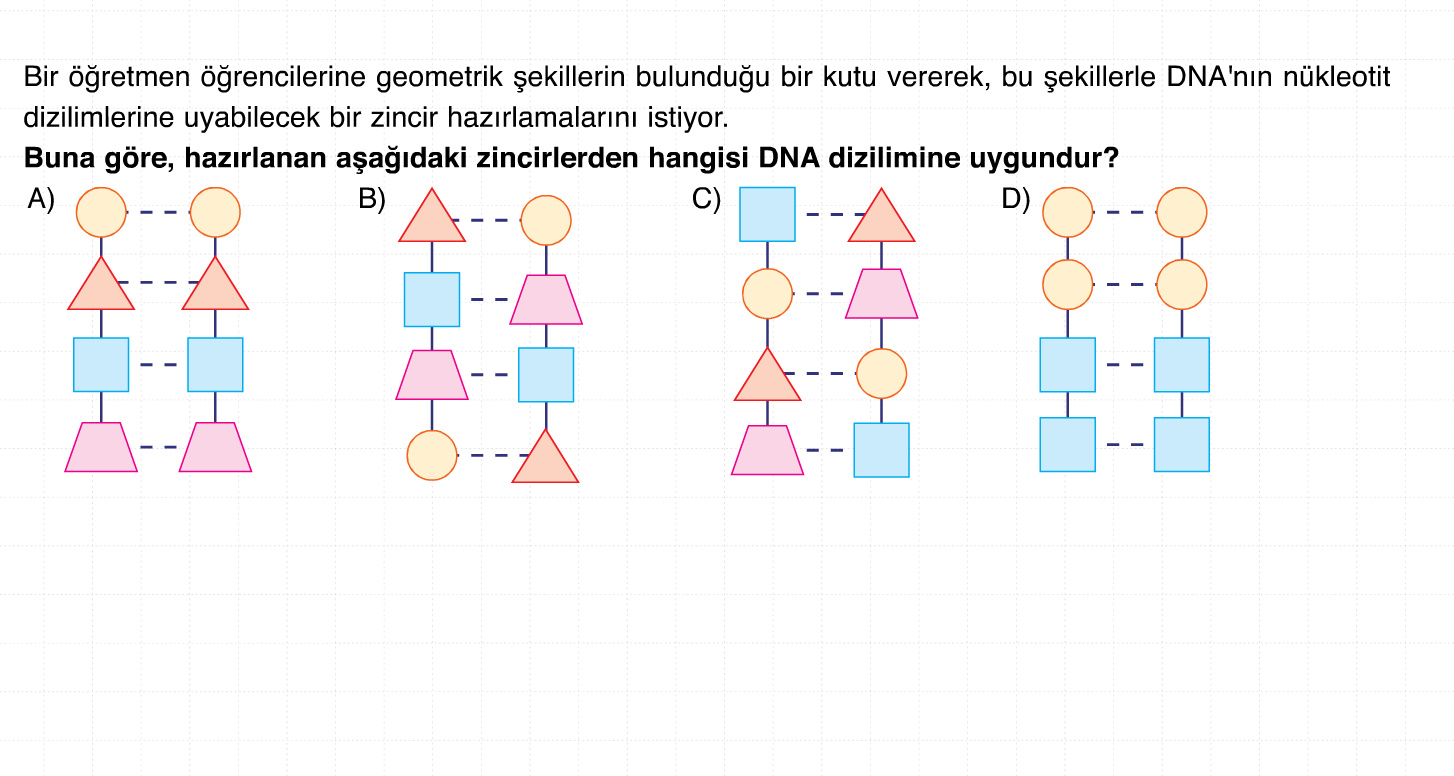 Bir öğretmen öğrencilerine geometrik şekillerin bulunduğu bir kutu vererek, bu şekillerle DNA'nın nükleotit
dizilimlerine uyabilecek bir zincir hazırlamalarını istiyor.
Buna göre, hazırlanan aşağıdaki zincirlerden hangisi DNA dizilimine uygundur?
A) B) C) D)